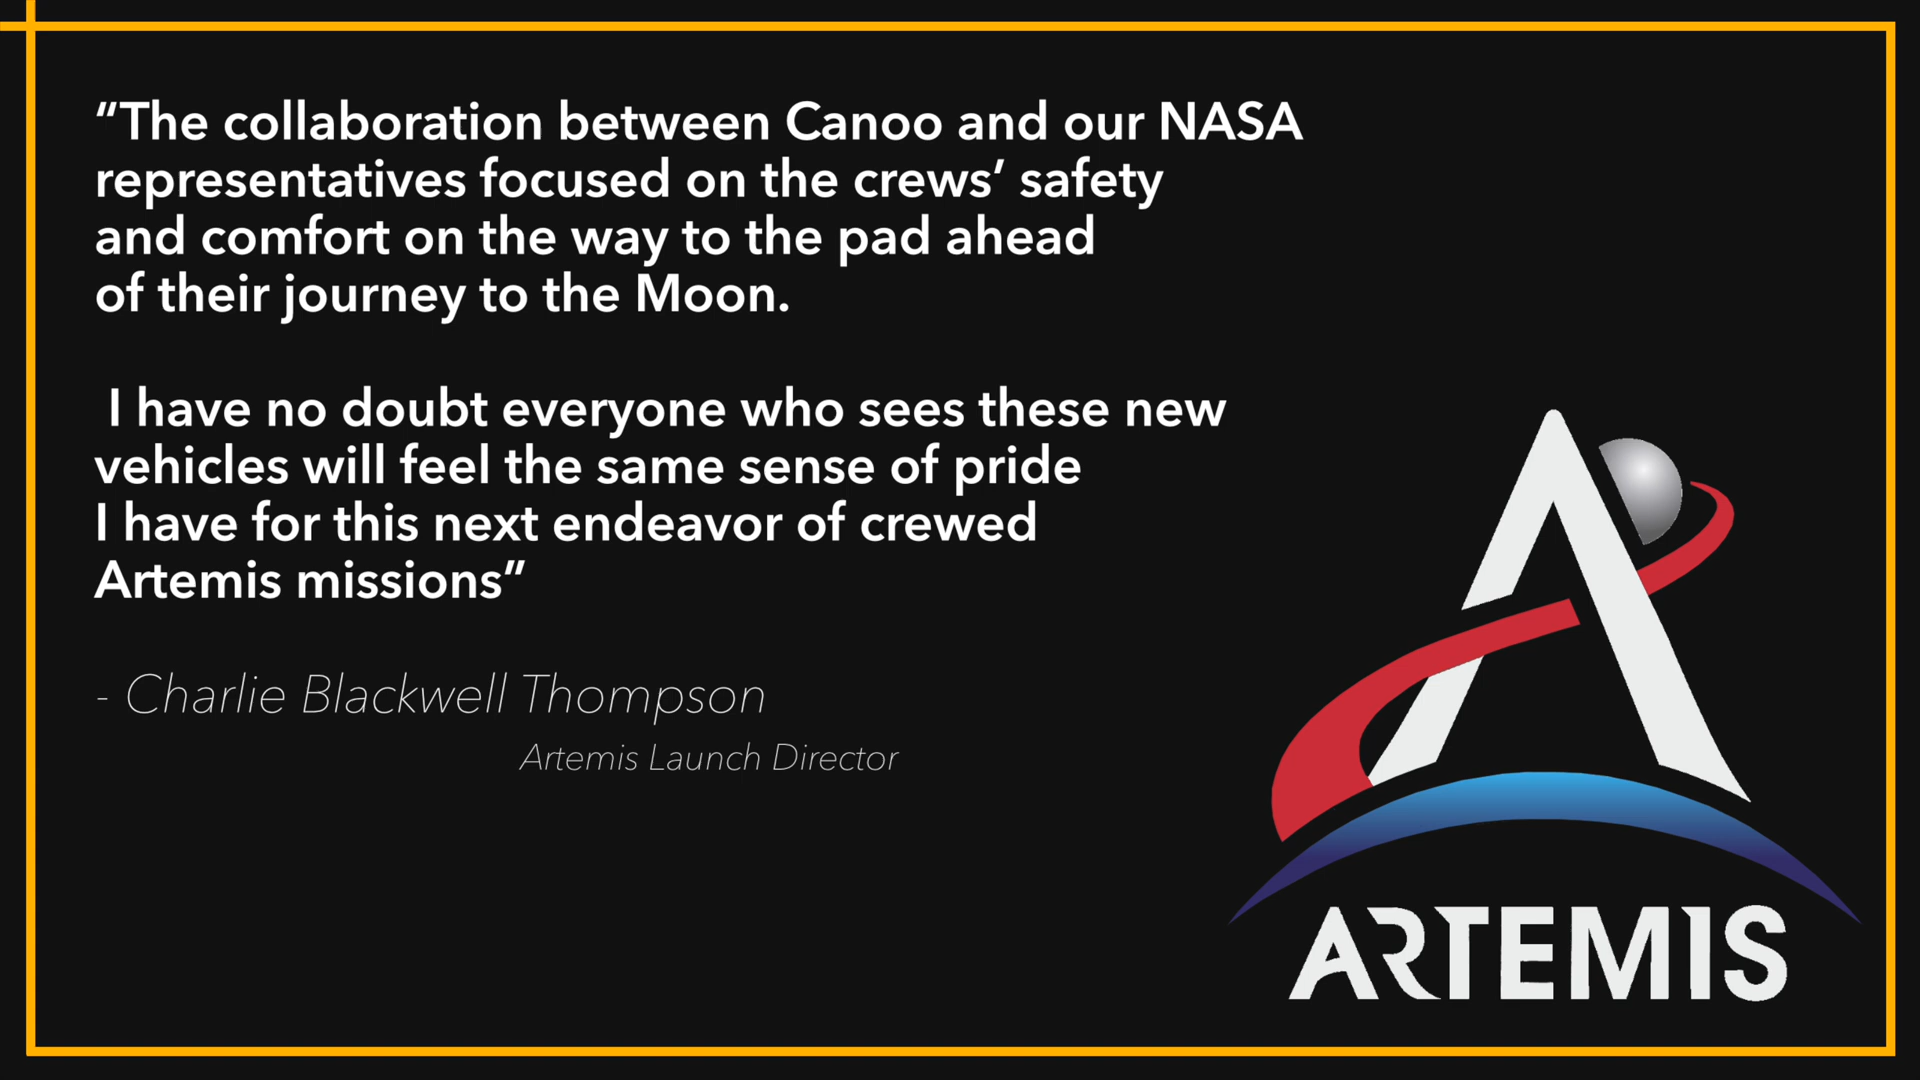 “The collaboration between Canoo and our NASA
representatives focused on the crews’ safety
and comfort on the way to the pad ahead
of their journey to the Moon.
I have no doubt everyone who sees these new
vehicles will feel the same sense of pride
I have for this next endeavor of crewed
Artemis missions”
- Charlie Blackwell Thompson
Artemis Launch Director
ARTEMIS